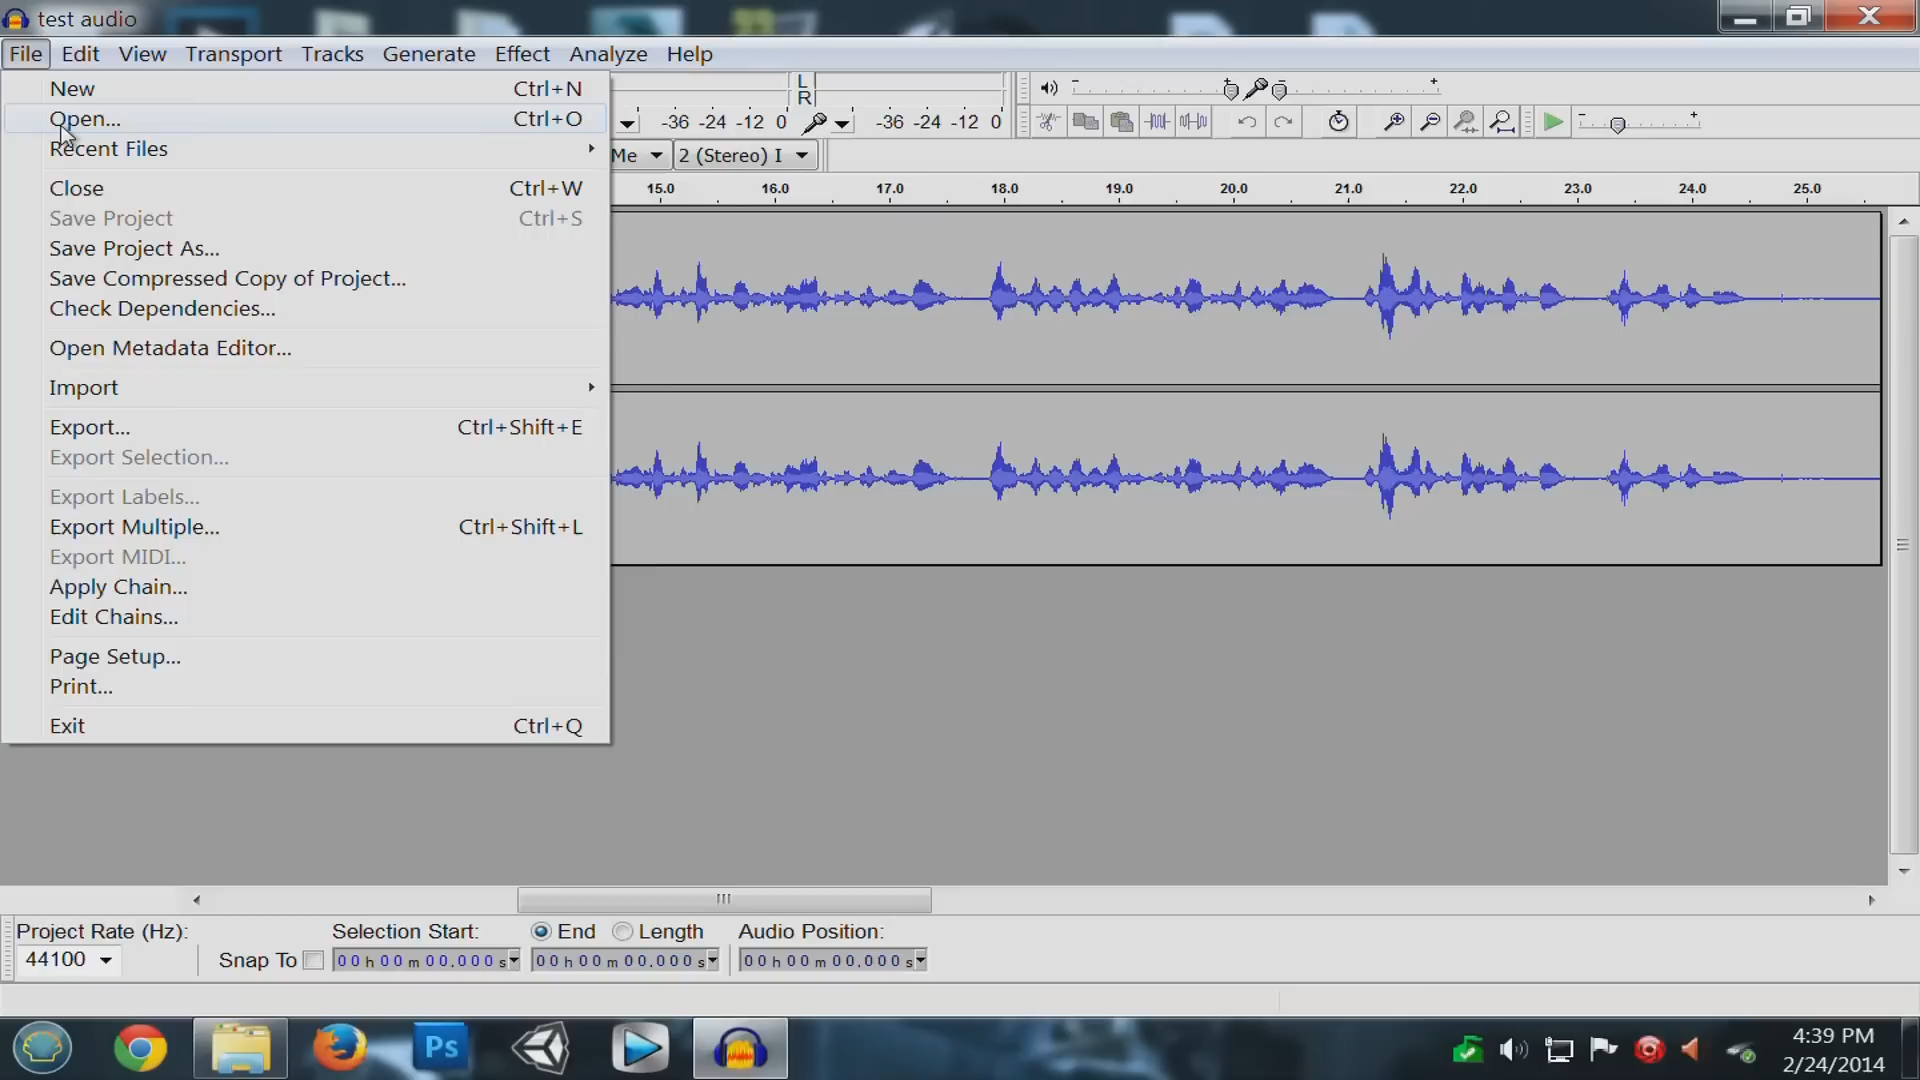 test audio
File Edit View Transport Tracks Generate Effect Analyze Help
New Ctrl+N
Open... Ctrl+O
Recent Files
Close Ctrl+W
Save Project Ctrl+S
Save Project As...
Save Compressed Copy of Project...
Check Dependencies...
Open Metadata Editor...
Import
Export... Ctrl+Shift+E
Export Selection...
Export Labels...
Export Multiple... Ctrl+Shift+L
Export MIDI...
Apply Chain...
Edit Chains...
Page Setup...
Print...
Exit Ctrl+Q
L
R
-36 -24 -12 0 -36 -24 -12 0
- + - +
- +
Me 2 (Stereo) I
15.0 16.0 17.0 18.0 19.0 20.0 21.0 22.0 23.0 24.0 25.0
Project Rate (Hz): Selection Start: End Length Audio Position:
44100 Snap To 00 h 00 m 00.000 s 00 h 00 m 00.000 s 00 h 00 m 00.000 s
Ps
4:39 PM
2/24/2014